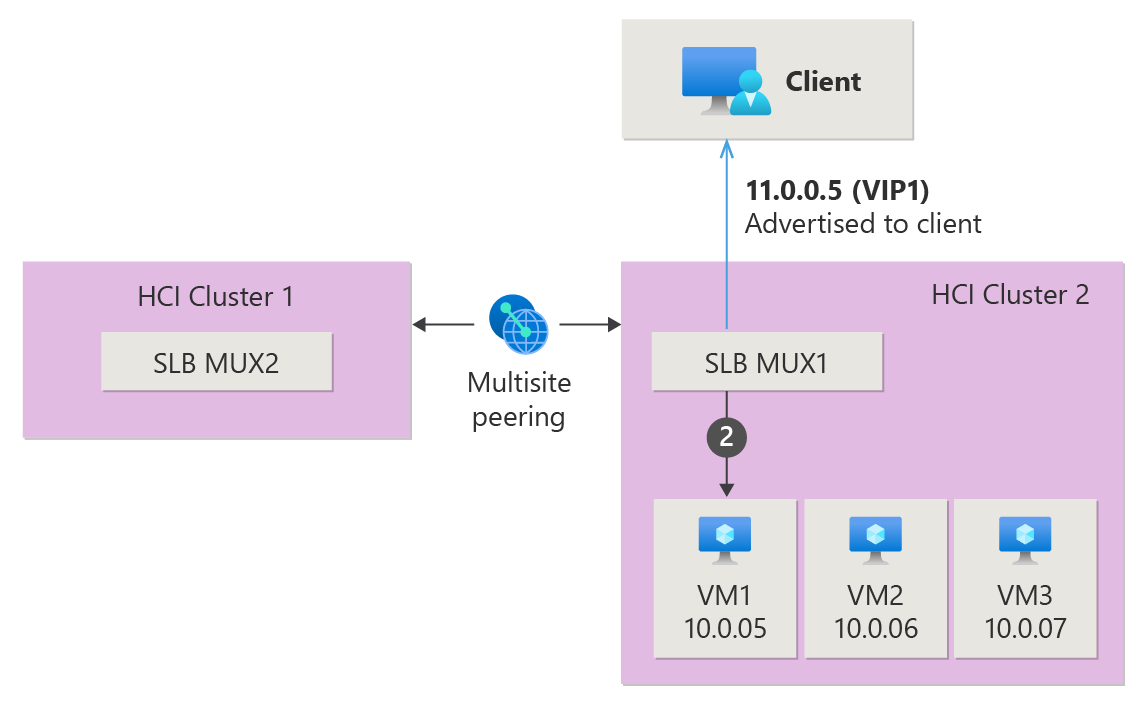 Client
11.0.0.5 (VIP1)
Advertised to client
HCI Cluster 1
SLB MUX2
Multisite
peering
HCI Cluster 2
SLB MUX1
2
VM1
10.0.05
VM2
10.0.06
VM3
10.0.07